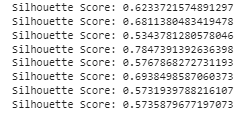 Silhouette Score: 0.6233721574891297
Silhouette Score: 0.6811380483419478
Silhouette Score: 0.5343781280578046
Silhouette Score: 0.7847391392636398
Silhouette Score: 0.5767868272731193
Silhouette Score: 0.6938498587060373
Silhouette Score: 0.5731939788216107
Silhouette Score: 0.5735879677197073